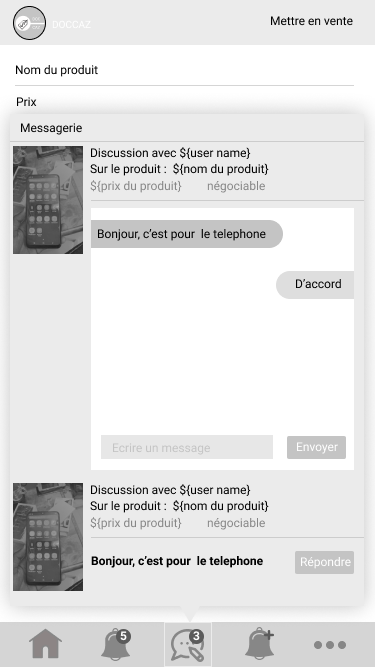 DOCCAZ
Mettre en vente
Nom du produit
Prix
Messagerie
Discussion avec ${user name}
Sur le produit : ${nom du produit}
${prix du produit} négociable
Bonjour, c’est pour le telephone
D’accord
Ecrire un message
Envoyer
Discussion avec ${user name}
Sur le produit : ${nom du produit}
${prix du produit} négociable
Bonjour, c’est pour le telephone
Répondre
5
3